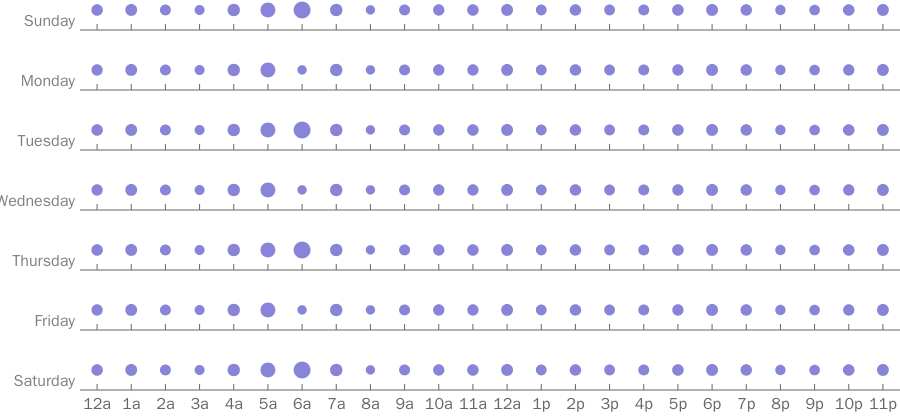 Sunday
Monday
Tuesday
Wednesday
Thursday
Friday
Saturday
12a 1a 2a 3a 4a 5a 6a 7a 8a 9a 10a 11a 12a 1p 2p 3p 4p 5p 6p 7p 8p 9p 10p 11p